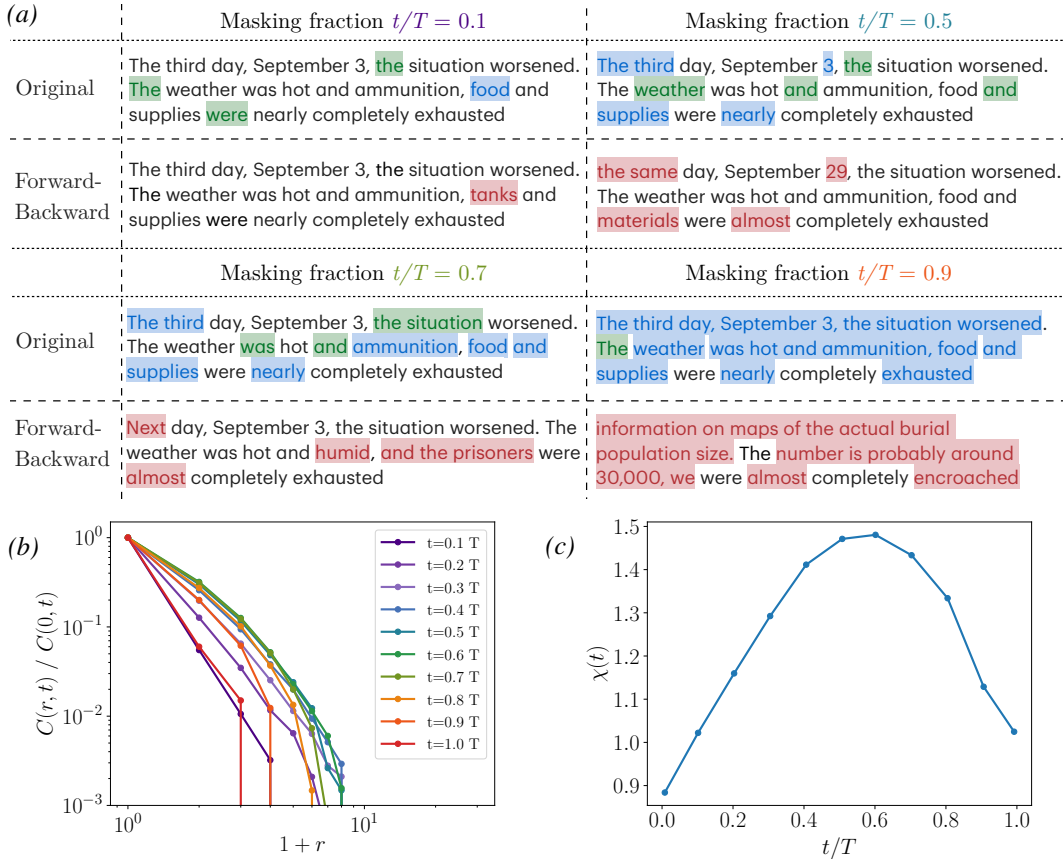 (a)
Masking fraction t/T = 0.1
Masking fraction t/T = 0.5
Original
The third day, September 3, the situation worsened.
The weather was hot and ammunition, food and
supplies were nearly completely exhausted
The third day, September 3, the situation worsened.
The weather was hot and ammunition, food and
supplies were nearly completely exhausted
Forward-
Backward
The third day, September 3, the situation worsened.
The weather was hot and ammunition, tanks and
supplies were nearly completely exhausted
the same day, September 29, the situation worsened.
The weather was hot and ammunition, food and
materials were almost completely exhausted
Masking fraction t/T = 0.7
Masking fraction t/T = 0.9
Original
The third day, September 3, the situation worsened.
The weather was hot and ammunition, food and
supplies were nearly completely exhausted
The third day, September 3, the situation worsened.
The weather was hot and ammunition, food and
supplies were nearly completely exhausted
Forward-
Backward
Next day, September 3, the situation worsened. The
weather was hot and humid, and the prisoners were
almost completely exhausted
information on maps of the actual burial
population size. The number is probably around
30,000, we were almost completely encroached
(b)
C(r, t) / C(0, t)
10⁰
10⁻¹
10⁻²
10⁻³
10⁰
10¹
1 + r
t=0.1 T
t=0.2 T
t=0.3 T
t=0.4 T
t=0.5 T
t=0.6 T
t=0.7 T
t=0.8 T
t=0.9 T
t=1.0 T
(c)
χ(t)
1.5
1.4
1.3
1.2
1.1
1.0
0.9
0.0
0.2
0.4
0.6
0.8
1.0
t/T